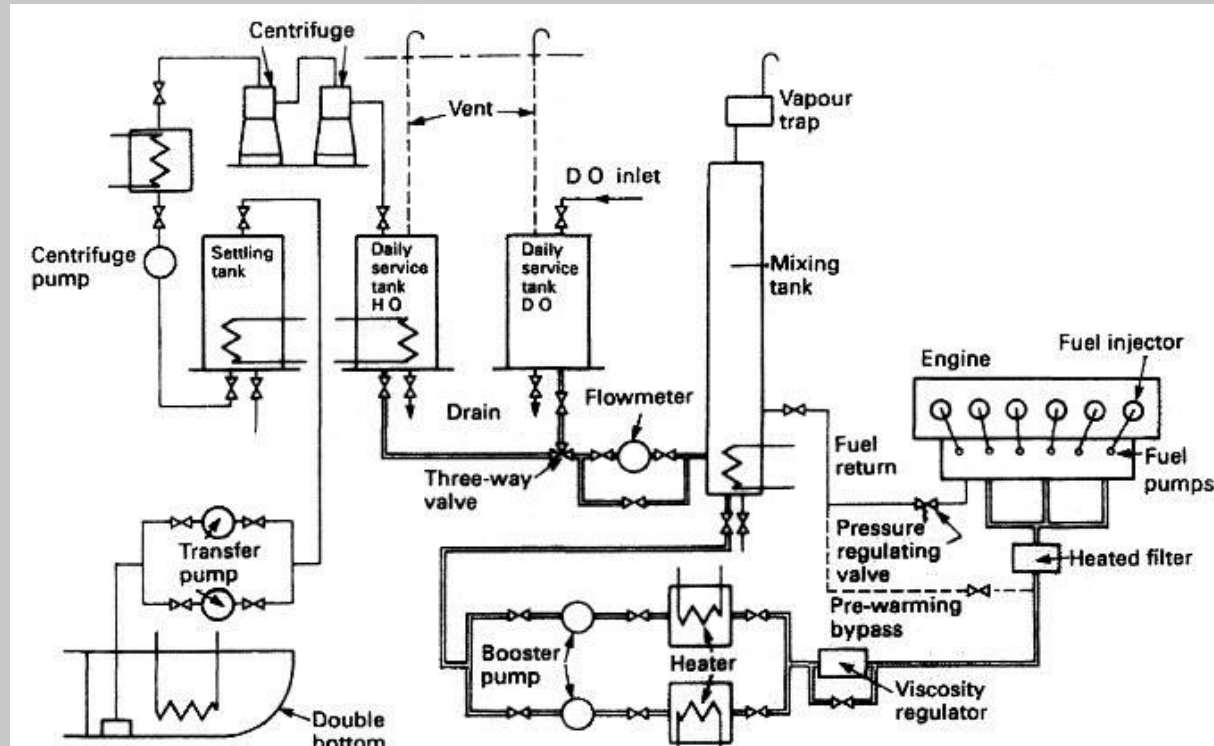 Centrifuge
Vent
Vapour
trap
D O inlet
Centrifuge
pump
Settling
tank
Daily
service
tank
H O
Daily
service
tank
D O
Mixing
tank
Engine
Fuel injector
Drain
Flowmeter
Three-way
valve
Fuel
return
Fuel
pumps
Pressure
regulating
valve
Heated filter
Transfer
pump
Pre-warming
bypass
Booster
pump
Heater
Viscosity
regulator
Double
bottom